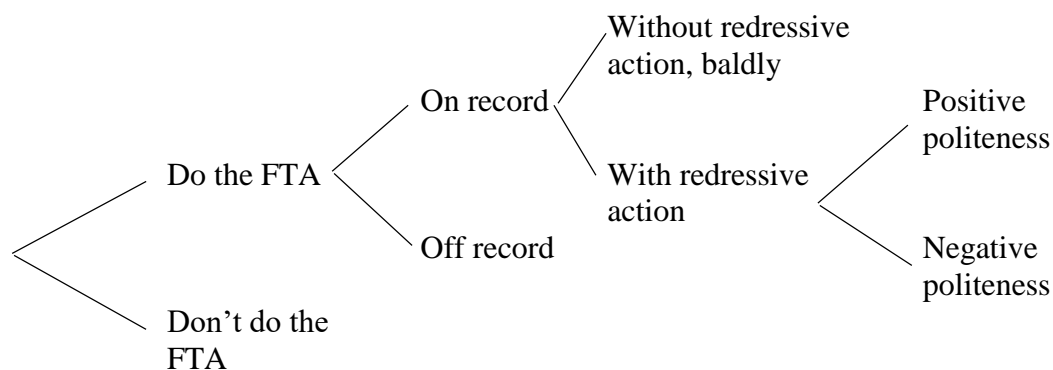 Without redressive
action, baldly
On record
Positive
politeness
Do the FTA
With redressive
action
Off record
Negative
politeness
Don’t do the
FTA